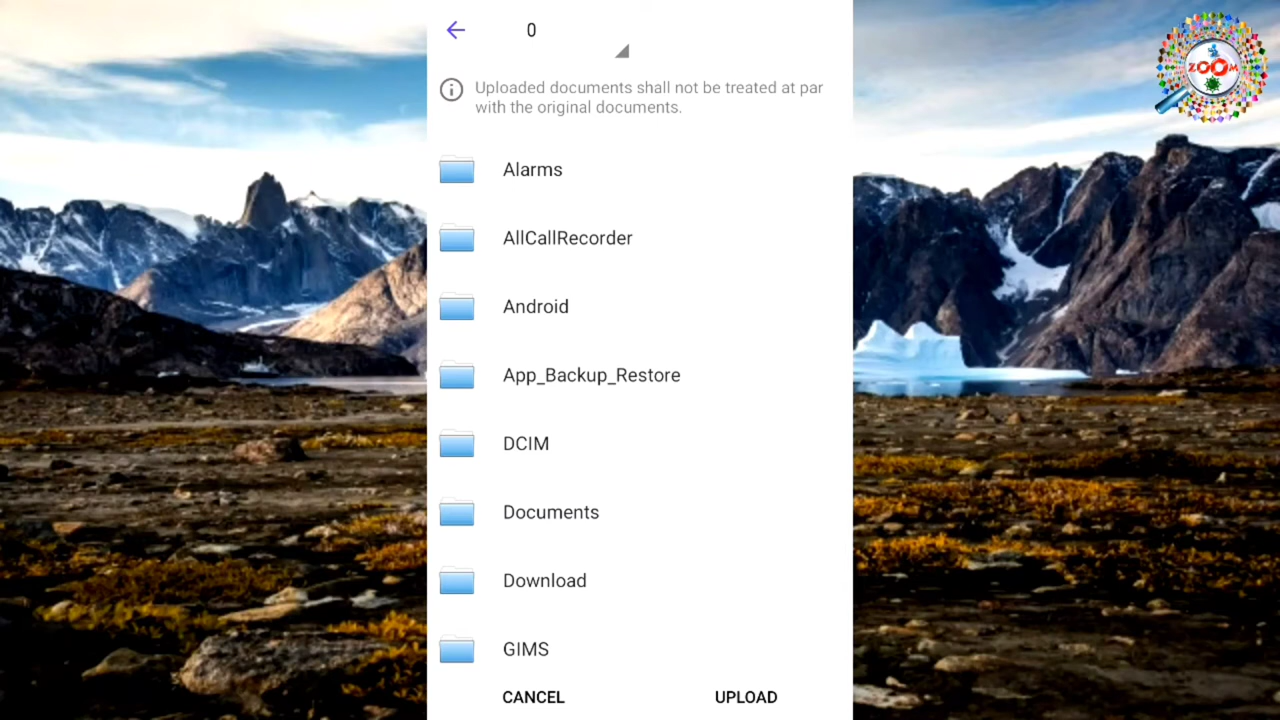 0
Uploaded documents shall not be treated at par
with the original documents.
Alarms
AllCallRecorder
Android
App_Backup_Restore
DCIM
Documents
Download
GIMS
CANCEL
UPLOAD
ZOOM